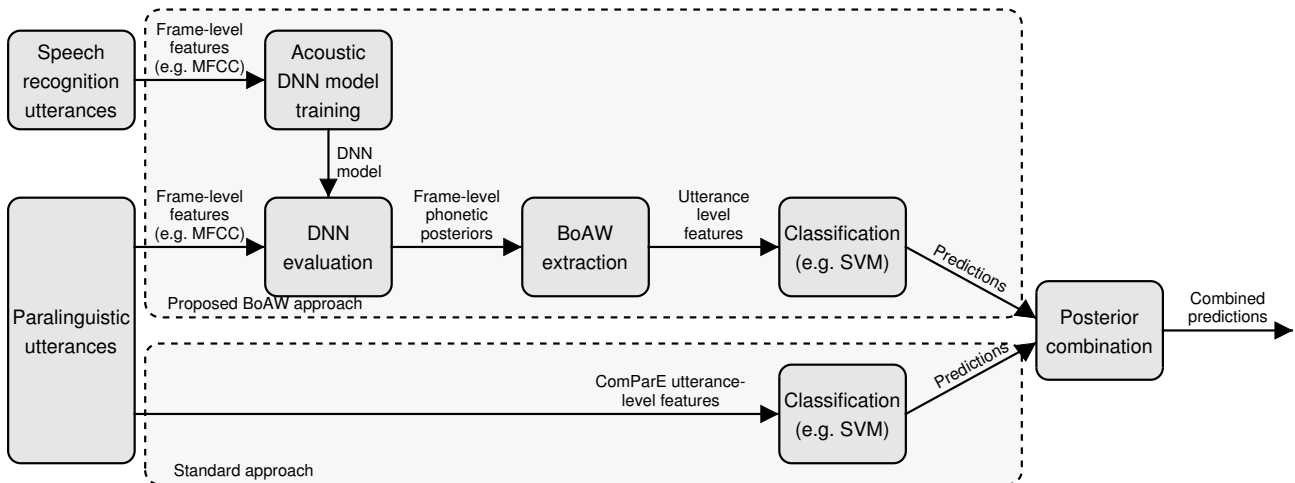 Speech
recognition
utterances
Frame-level
features
(e.g. MFCC)
Acoustic
DNN model
training
DNN
model
Paralinguistic
utterances
Frame-level
features
(e.g. MFCC)
DNN
evaluation
Frame-level
phonetic
posteriors
BoAW
extraction
Utterance
level
features
Classification
(e.g. SVM)
Predictions
Proposed BoAW approach
ComParE utterance-
level features
Classification
(e.g. SVM)
Predictions
Standard approach
Posterior
combination
Combined
predictions